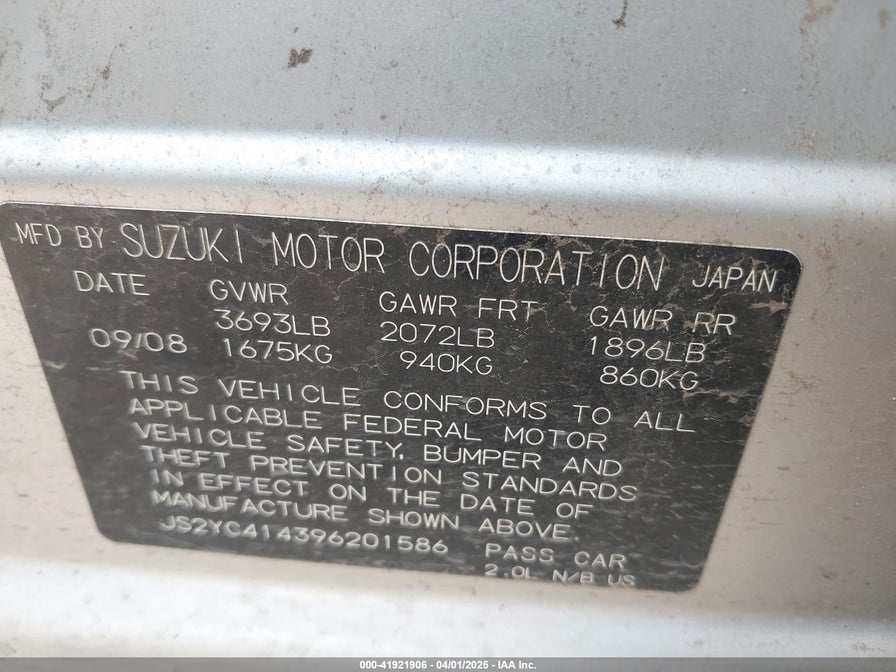 MFD BY SUZUKI MOTOR CORPORATION JAPAN
DATE GVWR GAWR FRT GAWR RR
3693LB 2072LB 1896LB
09/08 1675KG 940KG 860KG
THIS VEHICLE CONFORMS TO ALL
APPLICABLE FEDERAL MOTOR
VEHICLE SAFETY, BUMPER AND
THEFT PREVENTION STANDARDS
IN EFFECT ON THE DATE OF
MANUFACTURE SHOWN ABOVE.
JS2YC414396201586 PASS CAR
2.0L N/B US
000-41921906 - 04/01/2025 - IAA Inc.